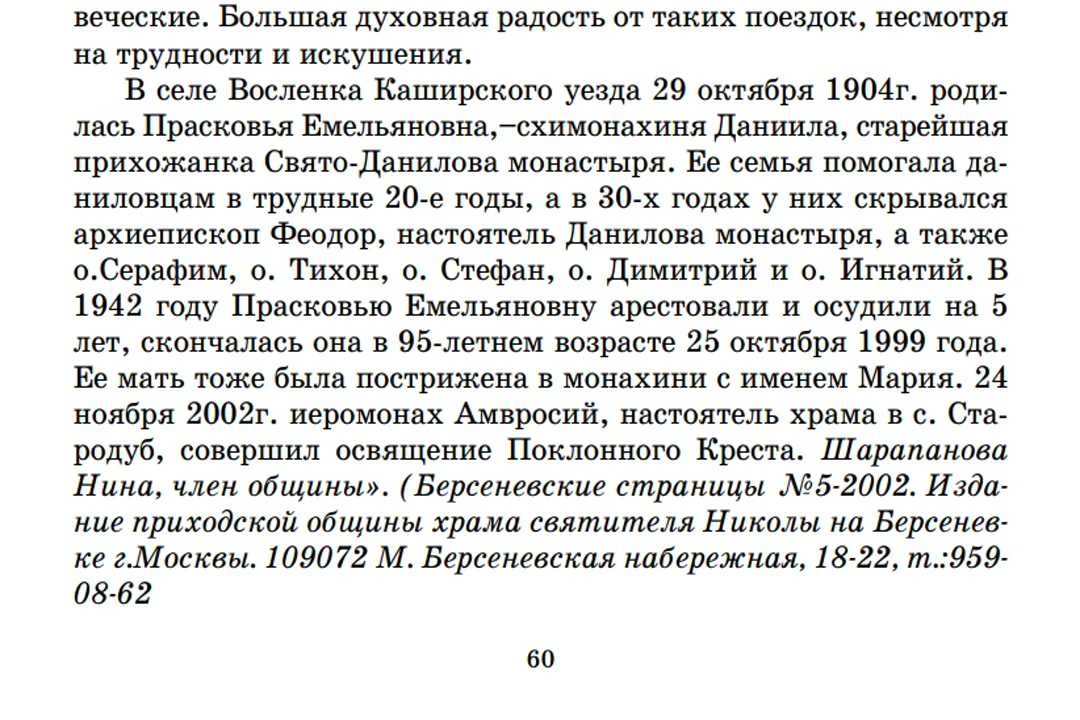 веческие. Большая духовная радость от таких поездок, несмотря
на трудности и искушения.
В селе Восленка Каширского уезда 29 октября 1904г. роди-
лась Прасковья Емельяновна,–схимонахиня Даниила, старейшая
прихожанка Свято-Данилова монастыря. Ее семья помогала да-
ниловцам в трудные 20-е годы, а в 30-х годах у них скрывался
архиепископ Феодор, настоятель Данилова монастыря, а также
о.Серафим, о. Тихон, о. Стефан, о. Димитрий и о. Игнатий. В
1942 году Прасковью Емельяновну арестовали и осудили на 5
лет, скончалась она в 95-летнем возрасте 25 октября 1999 года.
Ее мать тоже была пострижена в монахини с именем Мария. 24
ноября 2002г. иеромонах Амвросий, настоятель храма в с. Ста-
родуб, совершил освящение Поклонного Креста. Шарапанова
Нина, член общины». (Берсеневские страницы №5-2002. Изда-
ние приходской общины храма святителя Николы на Берсенев-
ке г.Москвы. 109072 М. Берсеневская набережная, 18-22, т.:959-
08-62
60